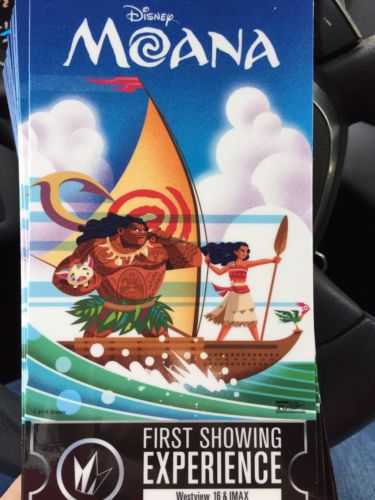 Disney
MOANA
FIRST SHOWING
EXPERIENCE
Westview 16 & IMAX